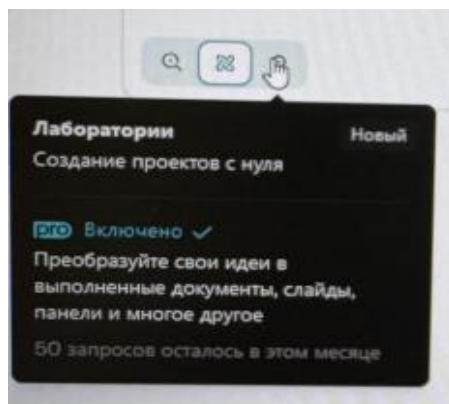 Лаборатории Новый
Создание проектов с нуля
pro Включено
Преобразуйте свои идеи в
выполненные документы, слайды,
панели и многое другое
50 запросов осталось в этом месяце